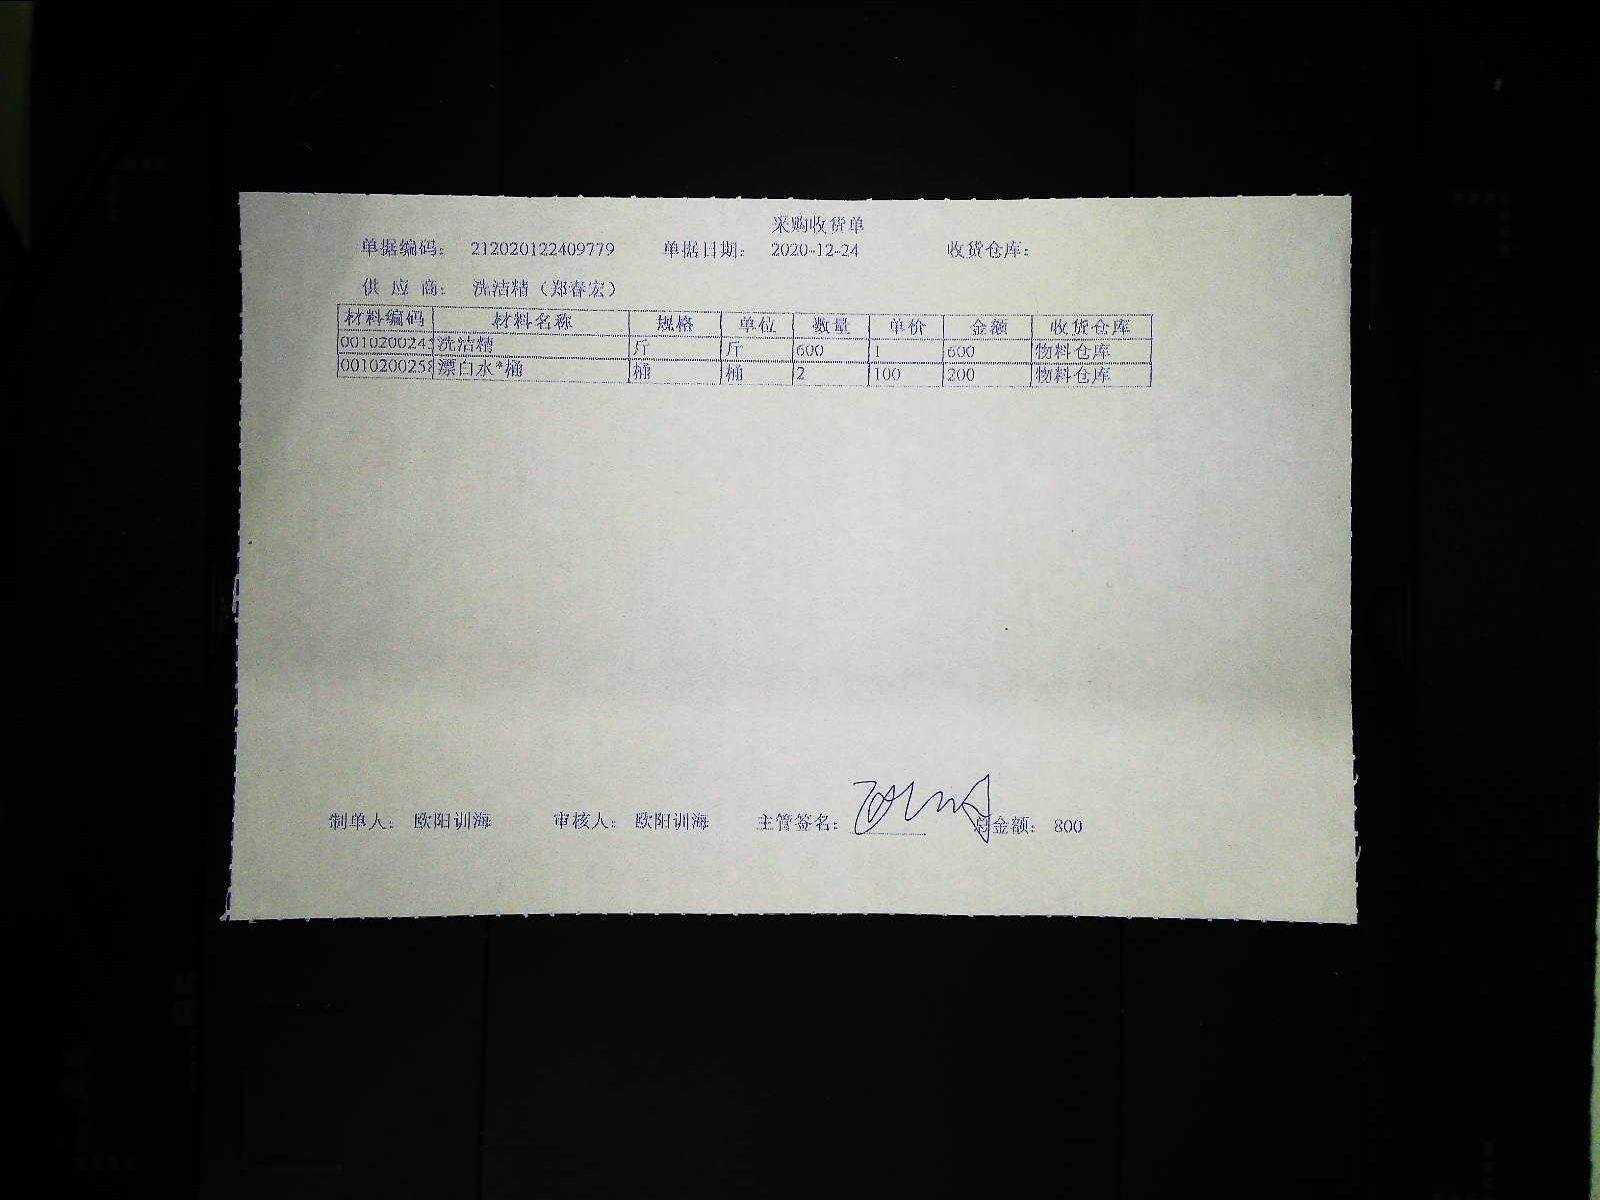 采购收货单
单据编码: 212020122409779 单据日期: 2020-12-24 收货仓库:
供 应 商: 洗洁精（郑春宏）
材料编码 材料名称 规格 单位 数量 单价 金额 收货仓库
001020024 洗洁精 斤 斤 600 1 600 物料仓库
001020025 漂白水*桶 桶 桶 2 100 200 物料仓库
制单人: 欧阳训海 审核人: 欧阳训海 主管签名: 总金额: 800